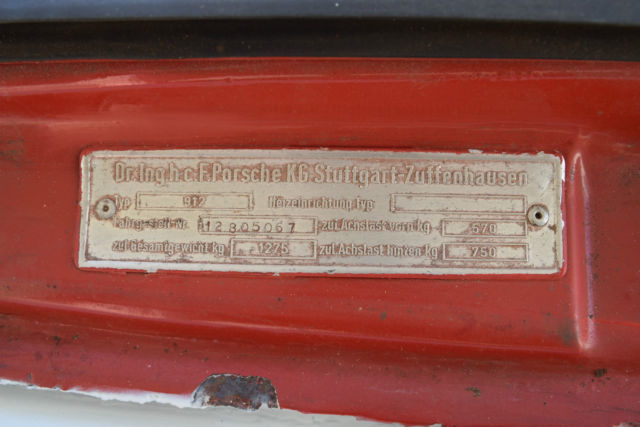 Dr. Ing. h. c. F. Porsche KG. Stuttgart-Zuffenhausen
Typ 912 Heizeinrichtung Typ
Fahrgestell-Nr. 12805067 zul. Achslast vorn kg 570
zul. Gesamtgewicht kg 1275 zul. Achslast hinten kg 750